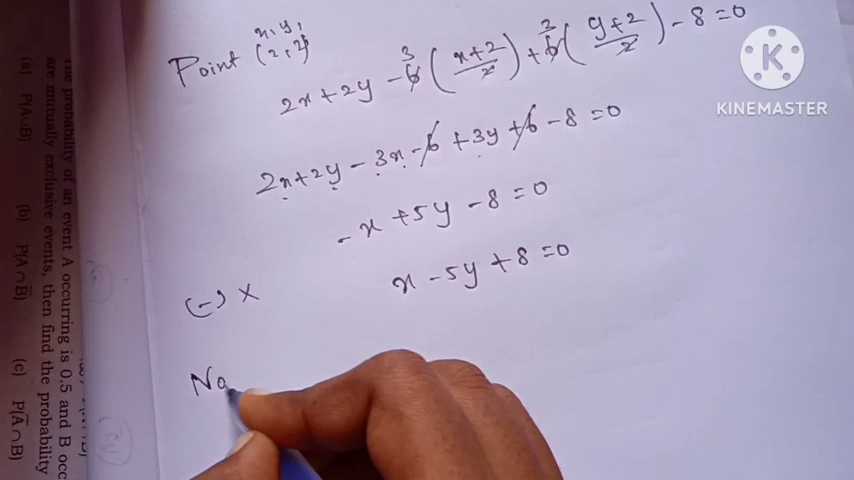 Point (x₁, y₁) (2, 2)
2x + 2y - 6 (x+2/2) + 6 (y+2/2) - 8 = 0
2x + 2y - 3x - 6 + 3y + 6 - 8 = 0
- x + 5y - 8 = 0
(-) × x - 5y + 8 = 0
No
KINEMASTER
The probability of an event A occurring is 0.5 and B occ
are mutually exclusive events, then find the probability
(a) P(A∪B) (b) P(A∩B̅) (c) P(A̅∩B)